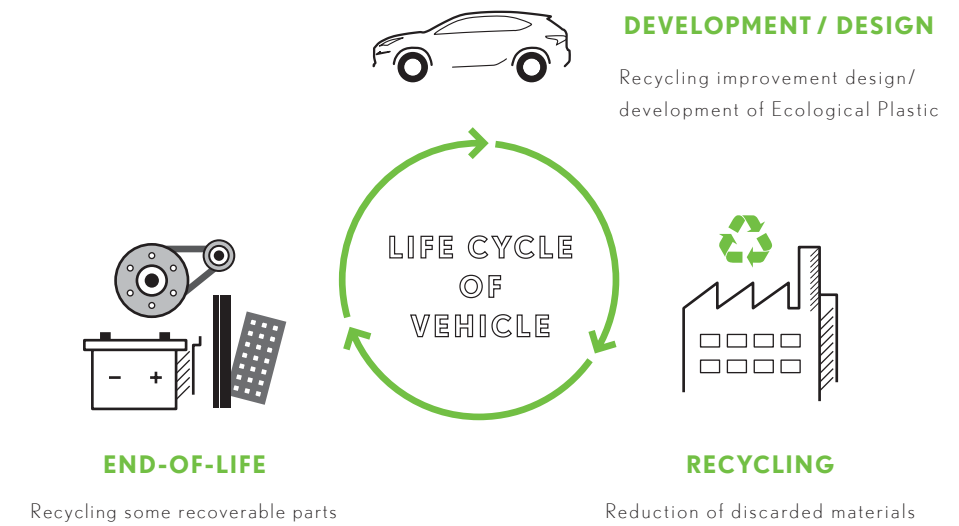 DEVELOPMENT / DESIGN
Recycling improvement design/
development of Ecological Plastic
LIFE CYCLE
OF
VEHICLE
– +
END-OF-LIFE
Recycling some recoverable parts
RECYCLING
Reduction of discarded materials